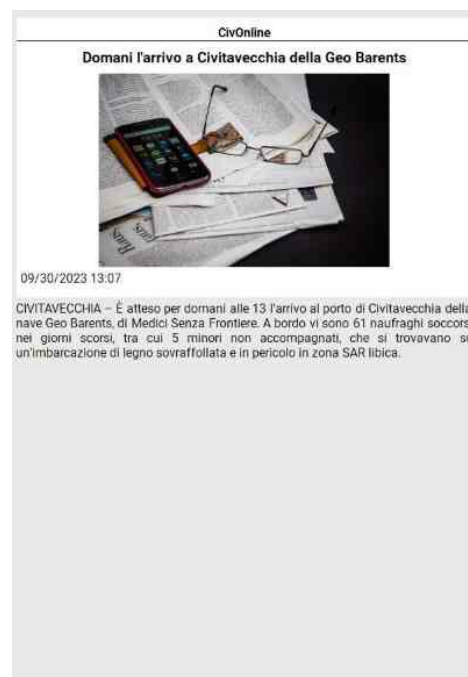 CivOnline
Domani l'arrivo a Civitavecchia della Geo Barents
09/30/2023 13:07
CIVITAVECCHIA – È atteso per domani alle 13 l'arrivo al porto di Civitavecchia della
nave Geo Barents, di Medici Senza Frontiere. A bordo vi sono 61 naufraghi soccorsi
nei giorni scorsi, tra cui 5 minori non accompagnati, che si trovavano su
un'imbarcazione di legno sovraffollata e in pericolo in zona SAR libica.